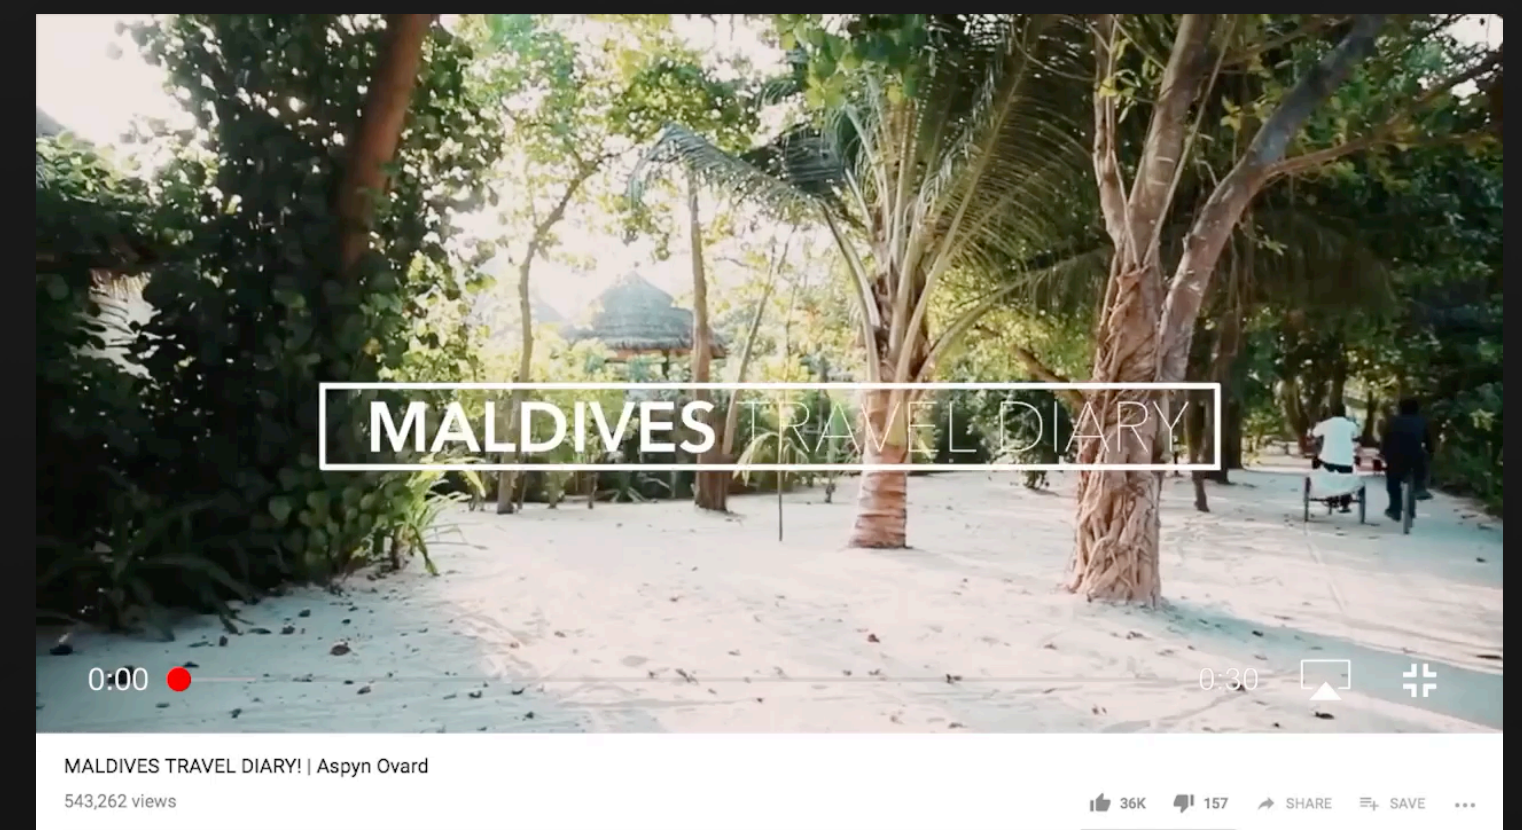 MALDIVES TRAVEL DIARY
0:00
0:30
MALDIVES TRAVEL DIARY! | Aspyn Ovard
543,262 views
36K 157 SHARE SAVE